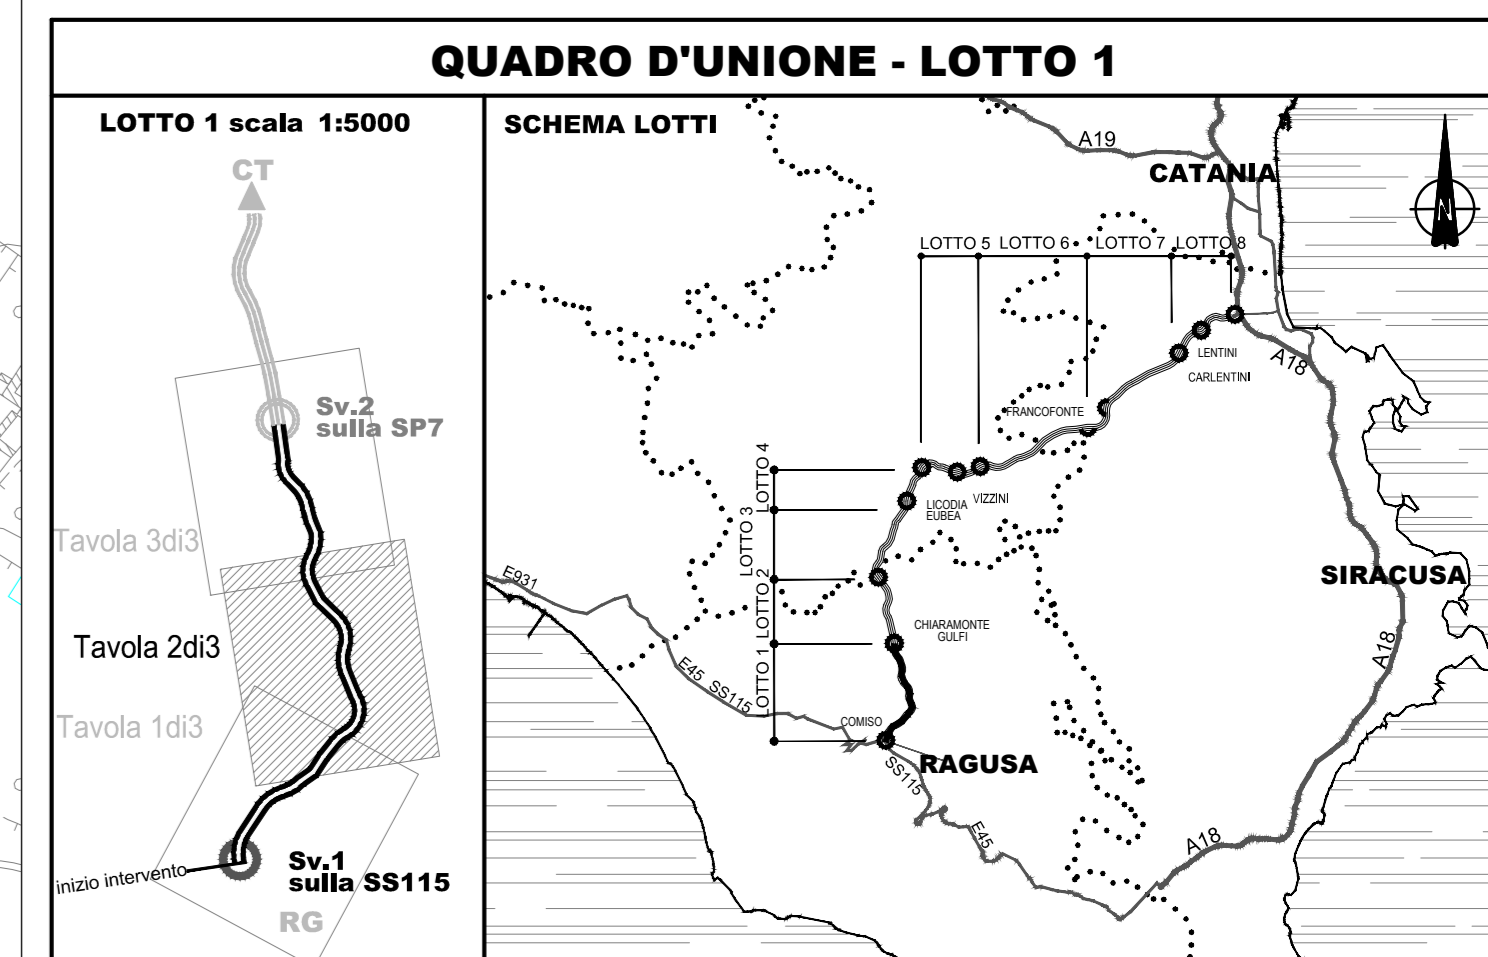 QUADRO D'UNIONE - LOTTO 1
LOTTO 1 scala 1:5000
CT
Sv.2
sulla SP7
Tavola 3di3
Tavola 2di3
Tavola 1di3
inizio intervento
Sv.1
sulla SS115
RG
SCHEMA LOTTI
A19
CATANIA
N
LOTTO 5
LOTTO 6
LOTTO 7
LOTTO 8
LENTINI
CARLENTINI
A18
FRANCOFONTE
LOTTO 4
LOTTO 3
LOTTO 2
LOTTO 1
VIZZINI
LICODIA
EUBEA
E931
SIRACUSA
CHIARAMONTE
GULFI
A18
E45
SS115
COMISO
RAGUSA
SS115
E45
A18